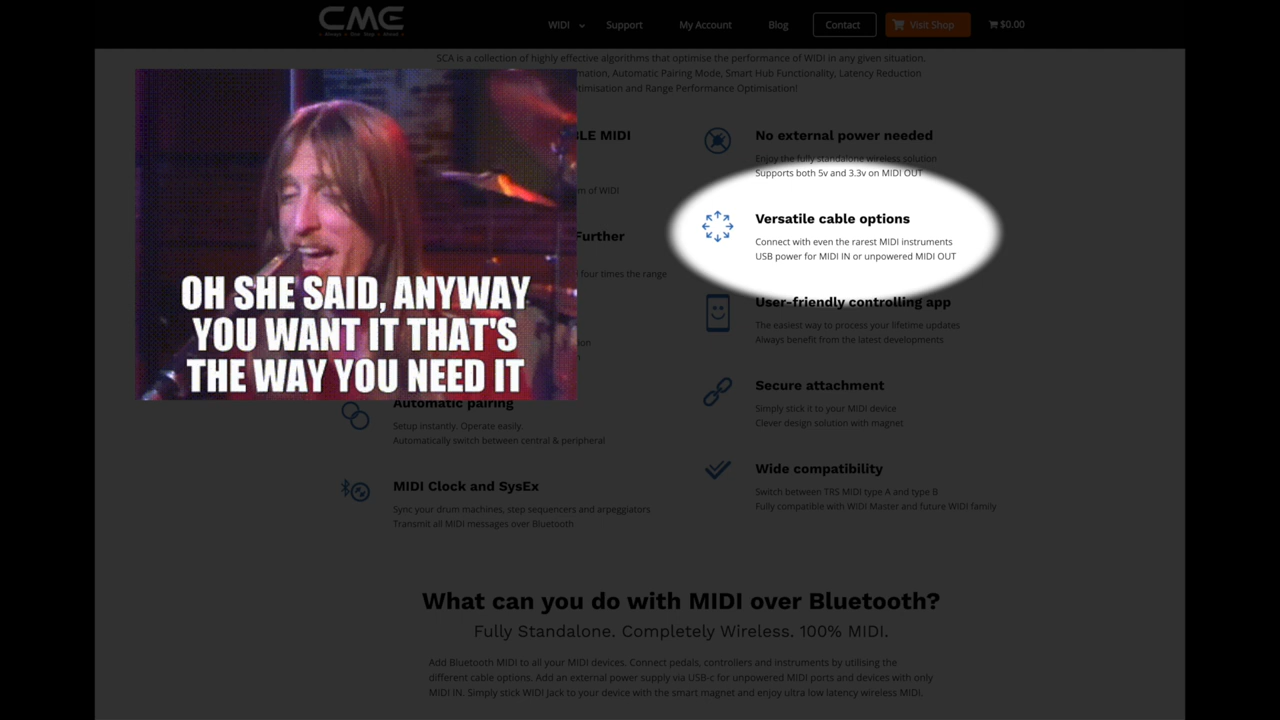 CME
WIDI
Support
My Account
Blog
Contact
Visit Shop
$0.00
SCA is a collection of highly effective algorithms that optimise the performance of WIDI in any given situation.
mation, Automatic Pairing Mode, Smart Hub Functionality, Latency Reduction
timisation and Range Performance Optimisation!
OH SHE SAID, ANYWAY
YOU WANT IT THAT'S
THE WAY YOU NEED IT
BLE MIDI
m of WIDI
Further
four times the range
on
Automatic pairing
Setup instantly. Operate easily.
Automatically switch between central & peripheral
MIDI Clock and SysEx
Sync your drum machines, step sequencers and arpeggiators
Transmit all MIDI messages over Bluetooth
No external power needed
Enjoy the fully standalone wireless solution
Supports both 5v and 3.3v on MIDI OUT
Versatile cable options
Connect with even the rarest MIDI instruments
USB power for MIDI IN or unpowered MIDI OUT
User-friendly controlling app
The easiest way to process your lifetime updates
Always benefit from the latest developments
Secure attachment
Simply stick it to your MIDI device
Clever design solution with magnet
Wide compatibility
Switch between TRS MIDI type A and type B
Fully compatible with WIDI Master and future WIDI family
What can you do with MIDI over Bluetooth?
Fully Standalone. Completely Wireless. 100% MIDI.
Add Bluetooth MIDI to all your MIDI devices. Connect pedals, controllers and instruments by utilising the
different cable options. Add an external power supply via USB-c for unpowered MIDI ports and devices with only
MIDI IN. Simply stick WIDI Jack to your device with the smart magnet and enjoy ultra low latency wireless MIDI.